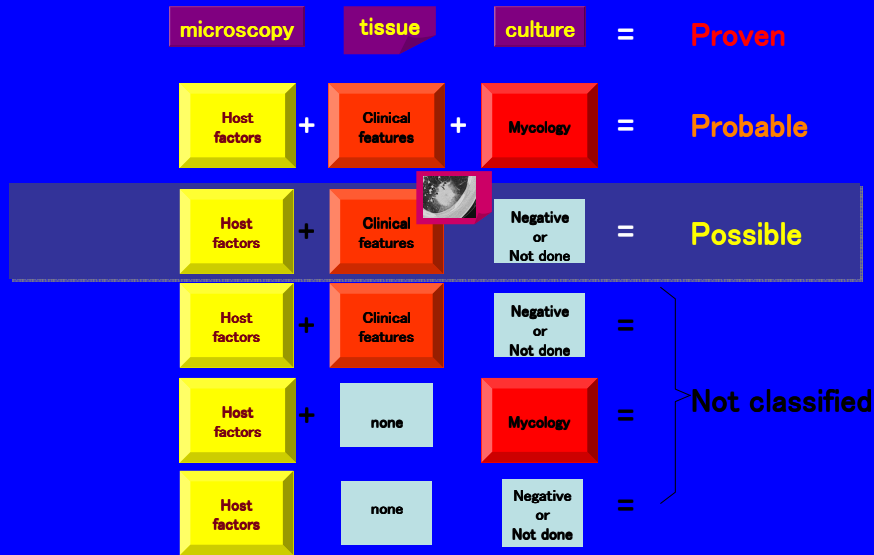 microscopy tissue culture = Proven
Host
factors
+
Clinical
features
+
Mycology
=
Probable
Host
factors
+
Clinical
features
Negative
or
Not done
=
Possible
Host
factors
+
Clinical
features
Negative
or
Not done
=
Host
factors
+
none
Mycology
=
Not classified
Host
factors
none
Negative
or
Not done
=